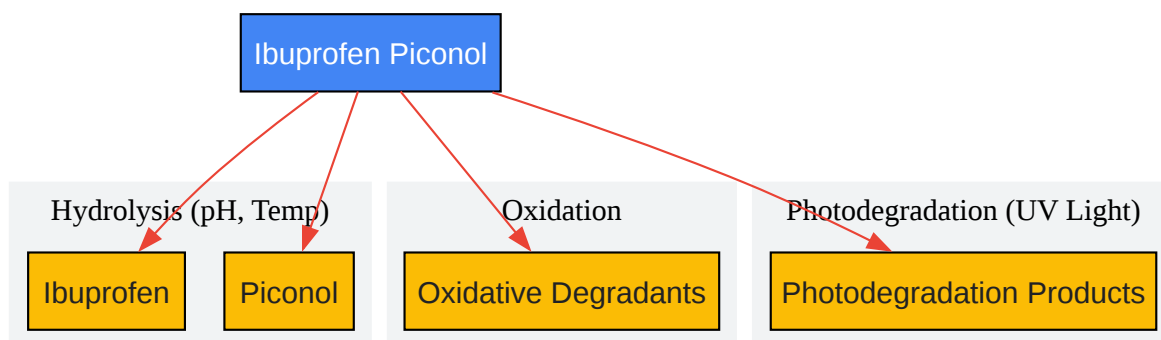 Ibuprofen Piconol
Hydrolysis (pH, Temp)
Ibuprofen
Piconol
Oxidation
Oxidative Degradants
Photodegradation (UV Light)
Photodegradation Products